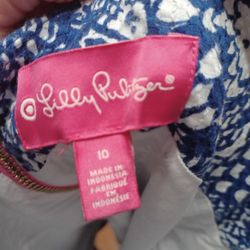 Lilly Pulitzer
10
MADE IN
INDONESIA
FABRIQUÉ
EN
INDONÉSIE